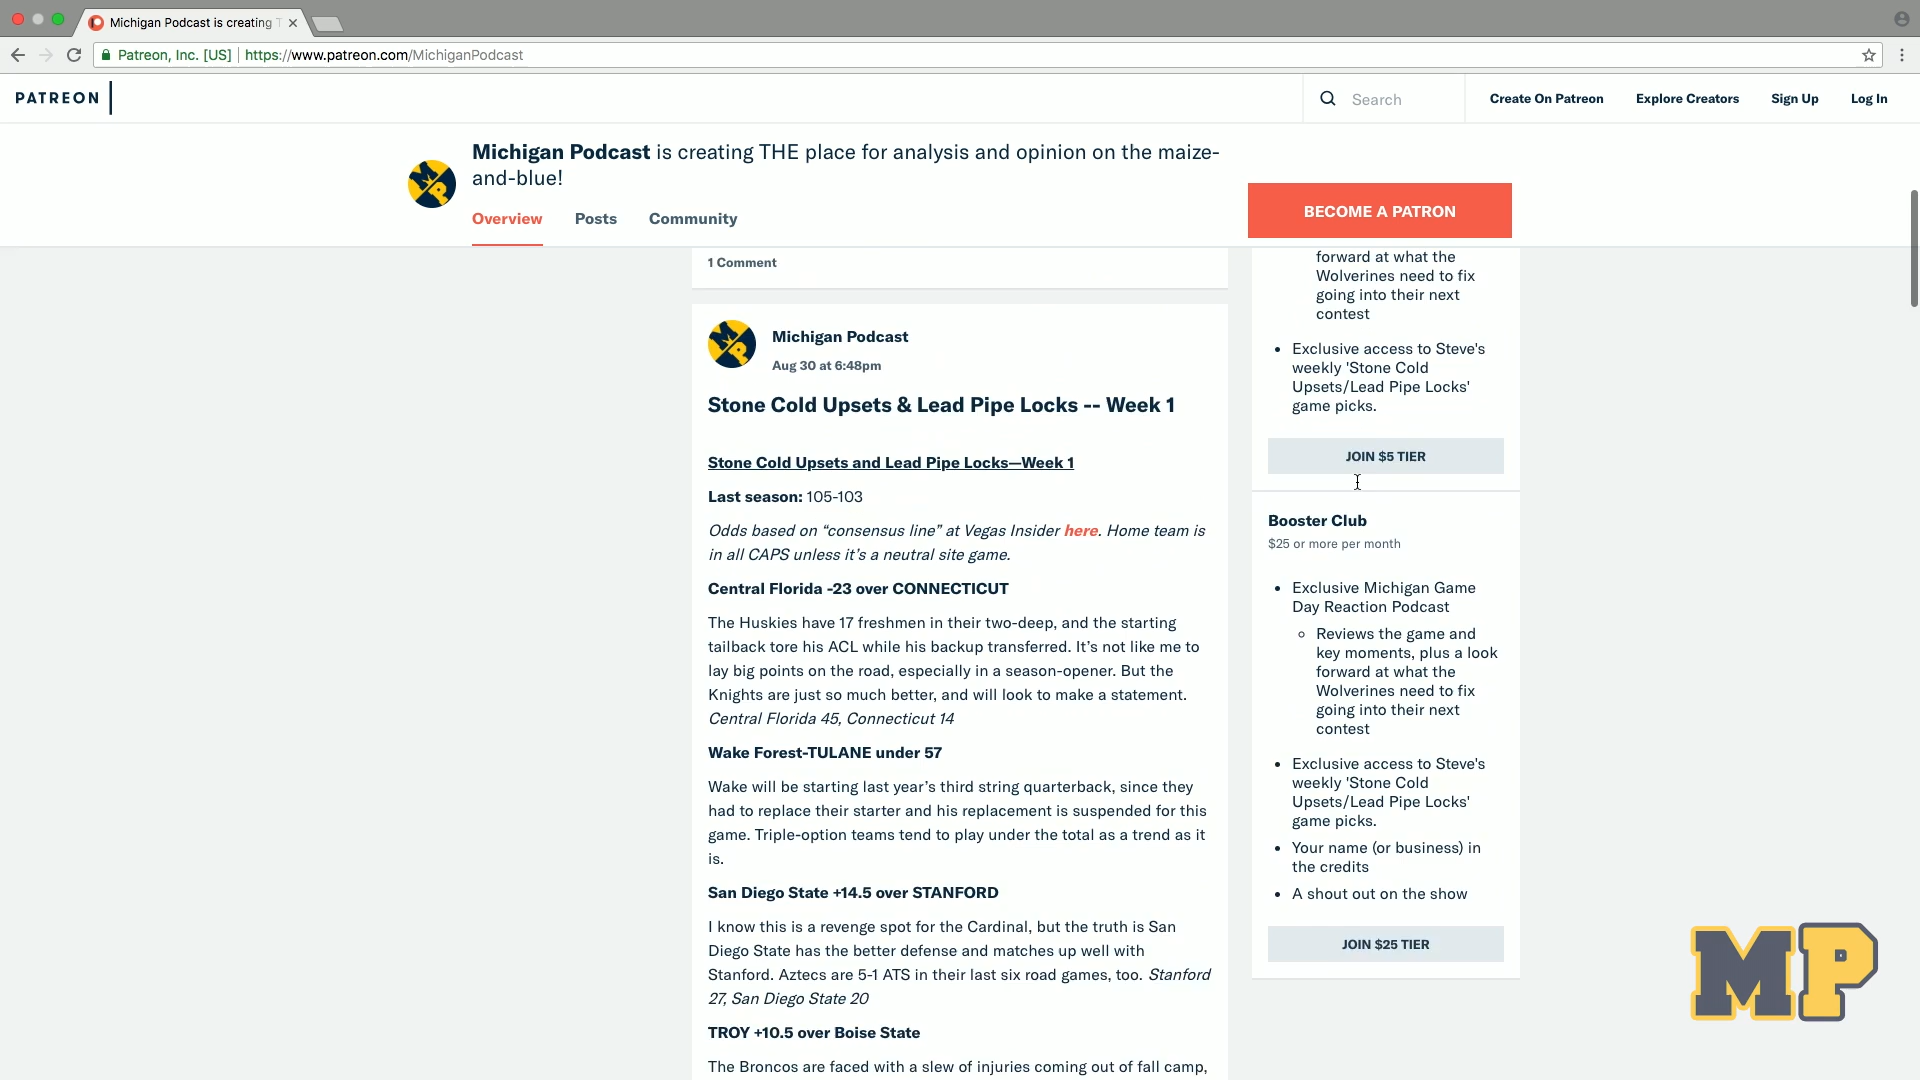 Michigan Podcast is creating T
Patreon, Inc. [US] https://www.patreon.com/MichiganPodcast
PATREON
Search
Create On Patreon
Explore Creators
Sign Up
Log In
Michigan Podcast is creating THE place for analysis and opinion on the maize-
and-blue!
BECOME A PATRON
Overview
Posts
Community
1 Comment
Michigan Podcast
Aug 30 at 6:48pm
Stone Cold Upsets & Lead Pipe Locks -- Week 1
Stone Cold Upsets and Lead Pipe Locks—Week 1
Last season: 105-103
Odds based on “consensus line” at Vegas Insider here. Home team is
in all CAPS unless it’s a neutral site game.
Central Florida -23 over CONNECTICUT
The Huskies have 17 freshmen in their two-deep, and the starting
tailback tore his ACL while his backup transferred. It’s not like me to
lay big points on the road, especially in a season-opener. But the
Knights are just so much better, and will look to make a statement.
Central Florida 45, Connecticut 14
Wake Forest-TULANE under 57
Wake will be starting last year’s third string quarterback, since they
had to replace their starter and his replacement is suspended for this
game. Triple-option teams tend to play under the total as a trend as it
is.
San Diego State +14.5 over STANFORD
I know this is a revenge spot for the Cardinal, but the truth is San
Diego State has the better defense and matches up well with
Stanford. Aztecs are 5-1 ATS in their last six road games, too. Stanford
27, San Diego State 20
TROY +10.5 over Boise State
The Broncos are faced with a slew of injuries coming out of fall camp,
forward at what the
Wolverines need to fix
going into their next
contest
Exclusive access to Steve's
weekly 'Stone Cold
Upsets/Lead Pipe Locks'
game picks.
JOIN $5 TIER
Booster Club
$25 or more per month
Exclusive Michigan Game
Day Reaction Podcast
Reviews the game and
key moments, plus a look
forward at what the
Wolverines need to fix
going into their next
contest
Exclusive access to Steve's
weekly 'Stone Cold
Upsets/Lead Pipe Locks'
game picks.
Your name (or business) in
the credits
A shout out on the show
JOIN $25 TIER
MP